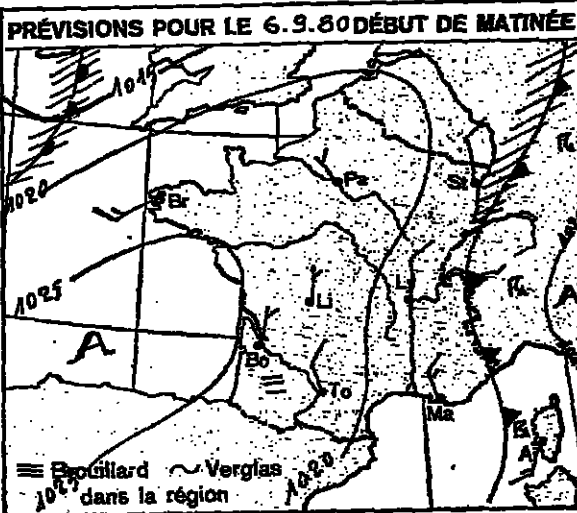 PRÉVISIONS POUR LE 6.9.80 DÉBUT DE MATINÉE
1015
1020
Br
Pa
St
1025
A
Li
L
A
Bo
To
Ma
A
≡ Brouillard ~ Verglas
dans la région
1020